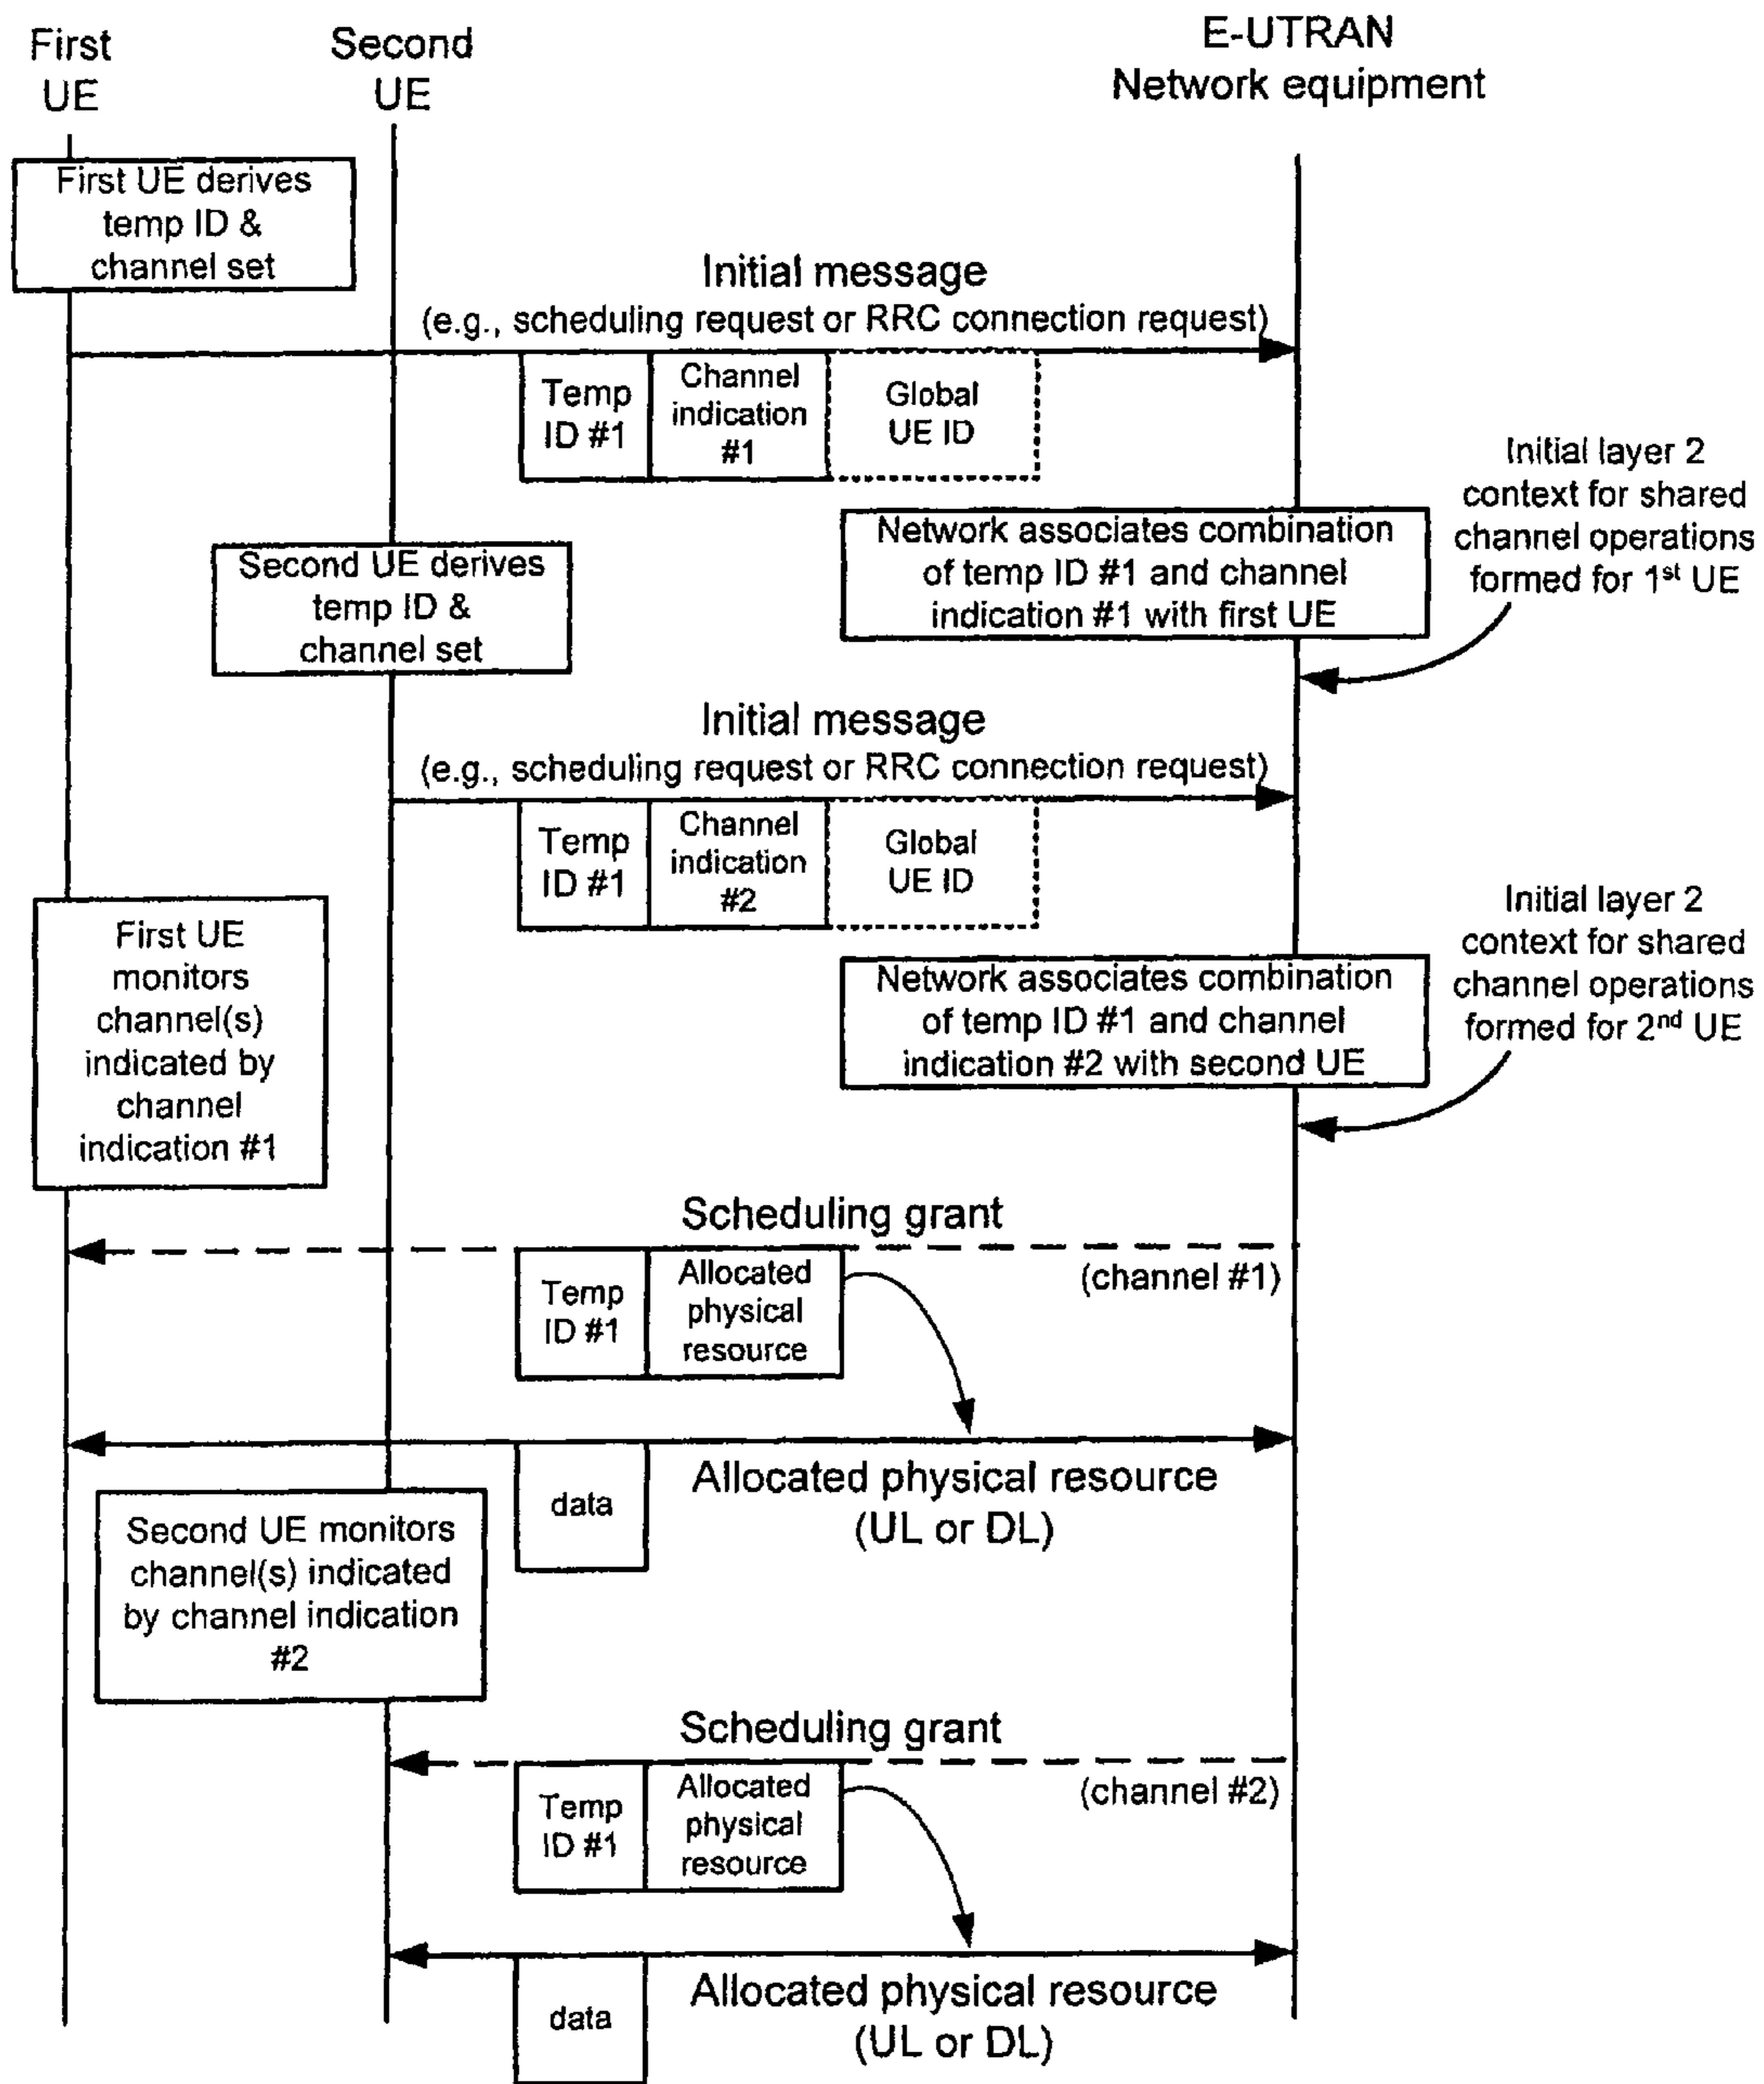 First
UE
Second
UE
E-UTRAN
Network equipment
First UE derives
temp ID &
channel set
Initial message
(e.g., scheduling request or RRC connection request)
Temp
ID #1
Channel
indication
#1
Global
UE ID
Initial layer 2
context for shared
channel operations
formed for 1st UE
Network associates combination
of temp ID #1 and channel
indication #1 with first UE
Second UE derives
temp ID &
channel set
Initial message
(e.g., scheduling request or RRC connection request)
Temp
ID #1
Channel
indication
#2
Global
UE ID
Initial layer 2
context for shared
channel operations
formed for 2nd UE
First UE
monitors
channel(s)
indicated by
channel
indication #1
Network associates combination
of temp ID #1 and channel
indication #2 with second UE
Scheduling grant
(channel #1)
Temp
ID #1
Allocated
physical
resource
data
Allocated physical resource
(UL or DL)
Second UE monitors
channel(s) indicated
by channel indication
#2
Scheduling grant
(channel #2)
Temp
ID #1
Allocated
physical
resource
data
Allocated physical resource
(UL or DL)